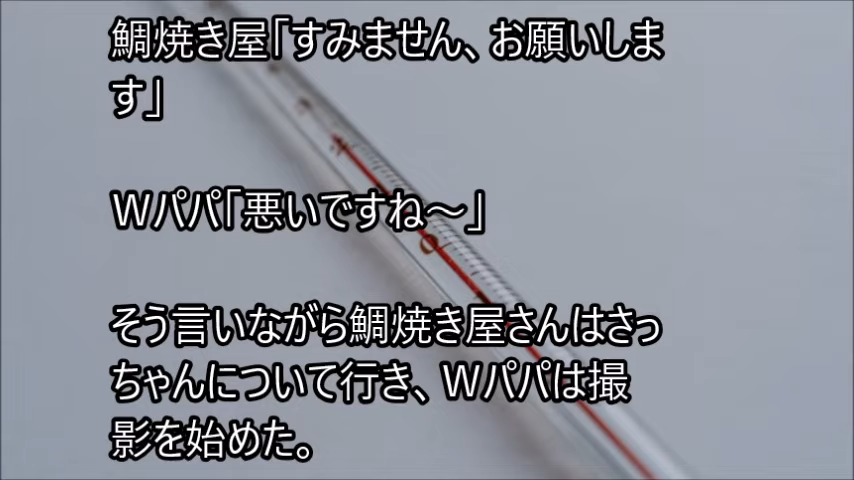 鯛焼き屋「すみません、お願いしま
す」
Wパパ「悪いですね～」
そう言いながら鯛焼き屋さんはさっ
ちゃんについて行き、Wパパは撮
影を始めた。